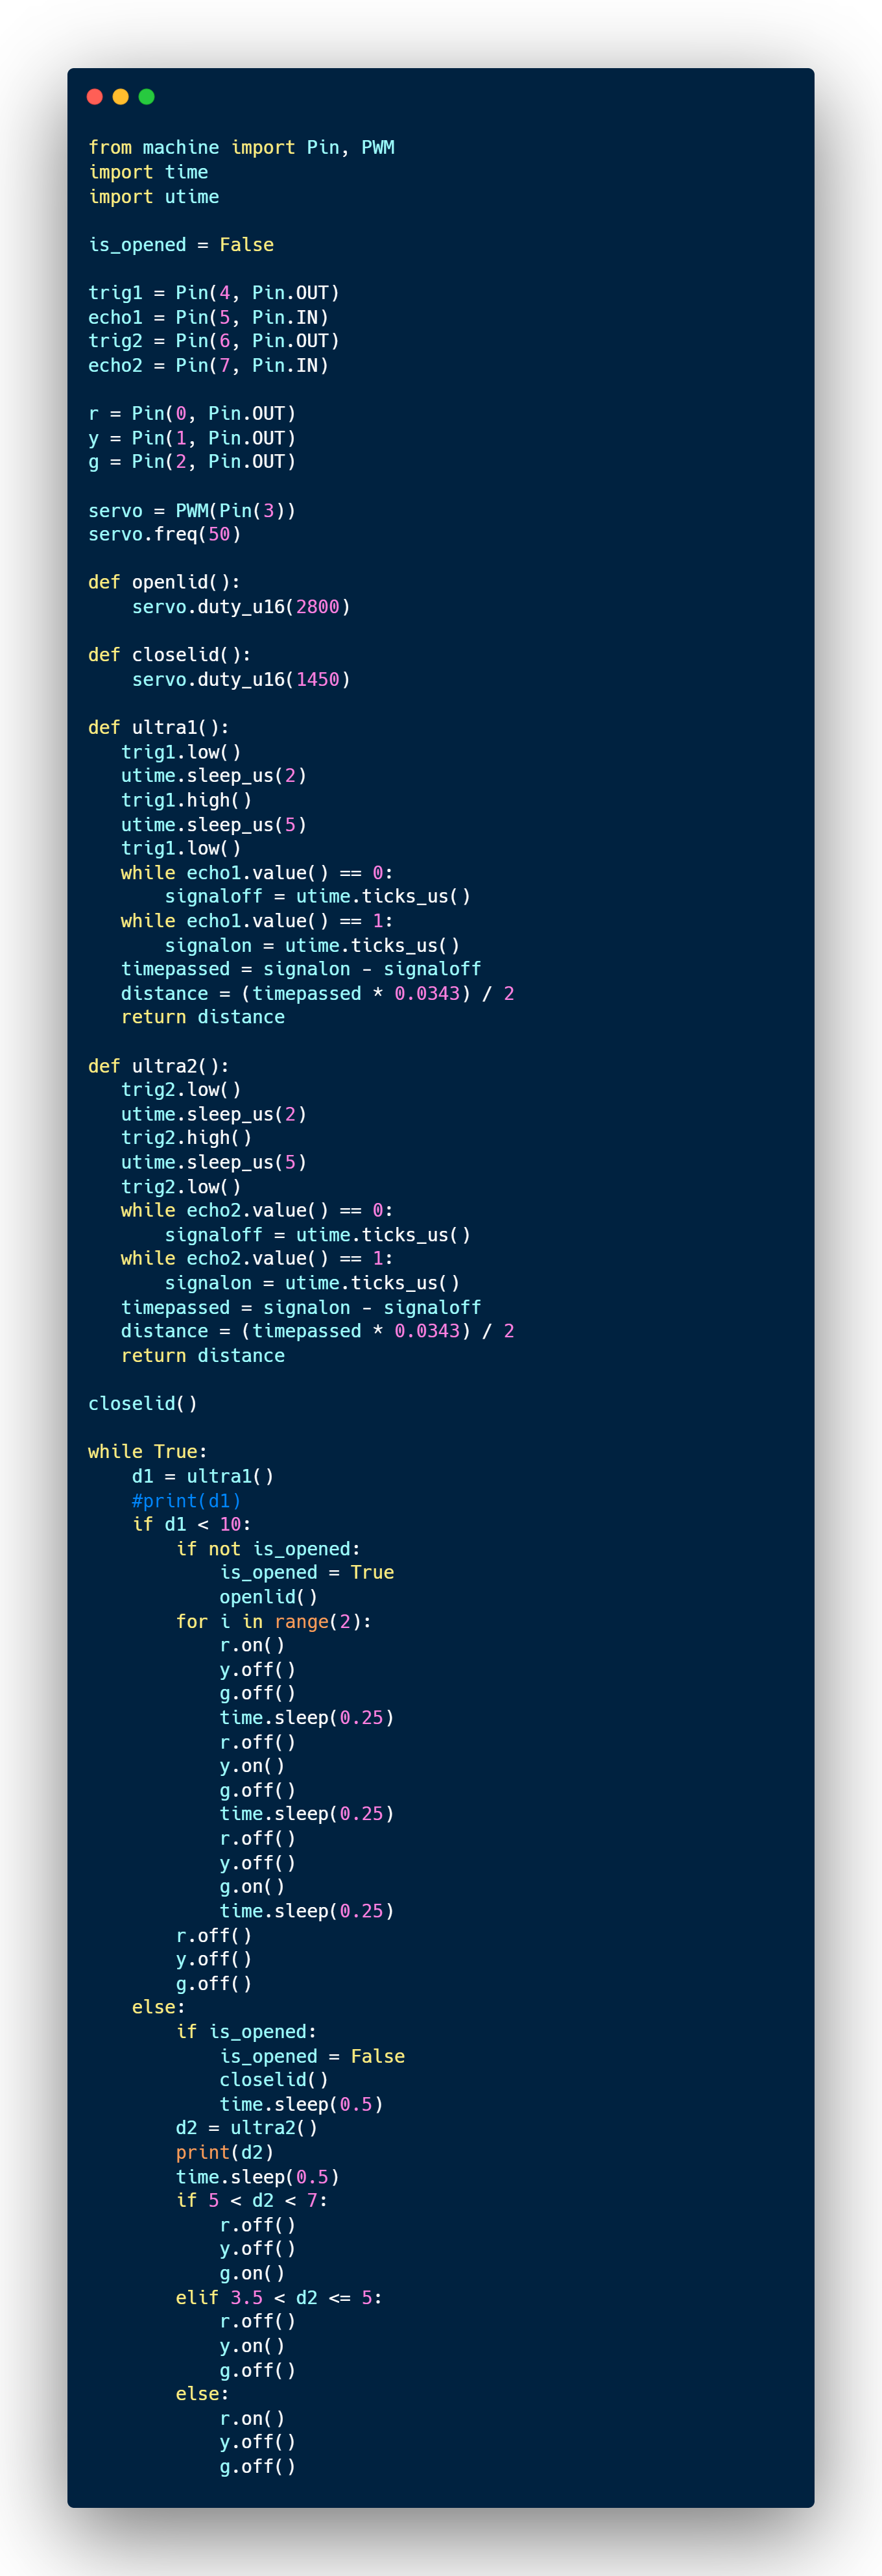 from machine import Pin, PWM
import time
import utime

is_opened = False

trig1 = Pin(4, Pin.OUT)
echo1 = Pin(5, Pin.IN)
trig2 = Pin(6, Pin.OUT)
echo2 = Pin(7, Pin.IN)

r = Pin(0, Pin.OUT)
y = Pin(1, Pin.OUT)
g = Pin(2, Pin.OUT)

servo = PWM(Pin(3))
servo.freq(50)

def openlid():
    servo.duty_u16(2800)

def closelid():
    servo.duty_u16(1450)

def ultra1():
   trig1.low()
   utime.sleep_us(2)
   trig1.high()
   utime.sleep_us(5)
   trig1.low()
   while echo1.value() == 0:
       signaloff = utime.ticks_us()
   while echo1.value() == 1:
       signalon = utime.ticks_us()
   timepassed = signalon - signaloff
   distance = (timepassed * 0.0343) / 2
   return distance

def ultra2():
   trig2.low()
   utime.sleep_us(2)
   trig2.high()
   utime.sleep_us(5)
   trig2.low()
   while echo2.value() == 0:
       signaloff = utime.ticks_us()
   while echo2.value() == 1:
       signalon = utime.ticks_us()
   timepassed = signalon - signaloff
   distance = (timepassed * 0.0343) / 2
   return distance

closelid()

while True:
    d1 = ultra1()
    #print(d1)
    if d1 < 10:
        if not is_opened:
            is_opened = True
            openlid()
        for i in range(2):
            r.on()
            y.off()
            g.off()
            time.sleep(0.25)
            r.off()
            y.on()
            g.off()
            time.sleep(0.25)
            r.off()
            y.off()
            g.on()
            time.sleep(0.25)
        r.off()
        y.off()
        g.off()
    else:
        if is_opened:
            is_opened = False
            closelid()
            time.sleep(0.5)
        d2 = ultra2()
        print(d2)
        time.sleep(0.5)
        if 5 < d2 < 7:
            r.off()
            y.off()
            g.on()
        elif 3.5 < d2 <= 5:
            r.off()
            y.on()
            g.off()
        else:
            r.on()
            y.off()
            g.off()